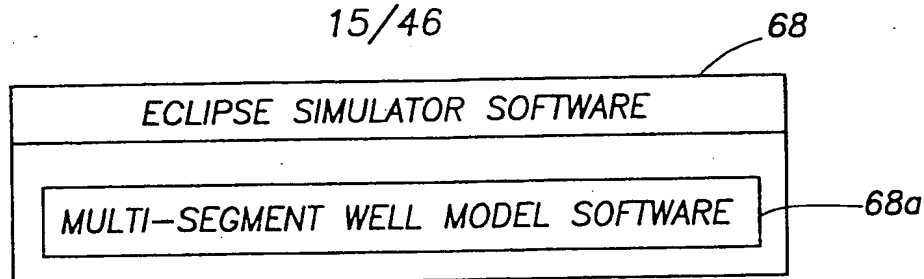 15/46
68
ECLIPSE SIMULATOR SOFTWARE
MULTI-SEGMENT WELL MODEL SOFTWARE
68a